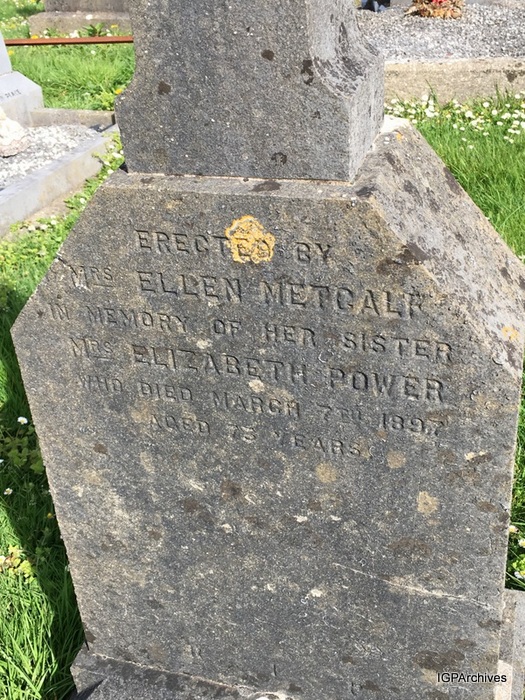 ERECTED BY
MRS ELLEN METCALF
IN MEMORY OF HER SISTER
MRS ELIZABETH POWER
WHO DIED MARCH 7TH 1897
AGED 75 YEARS.
IGPArchives